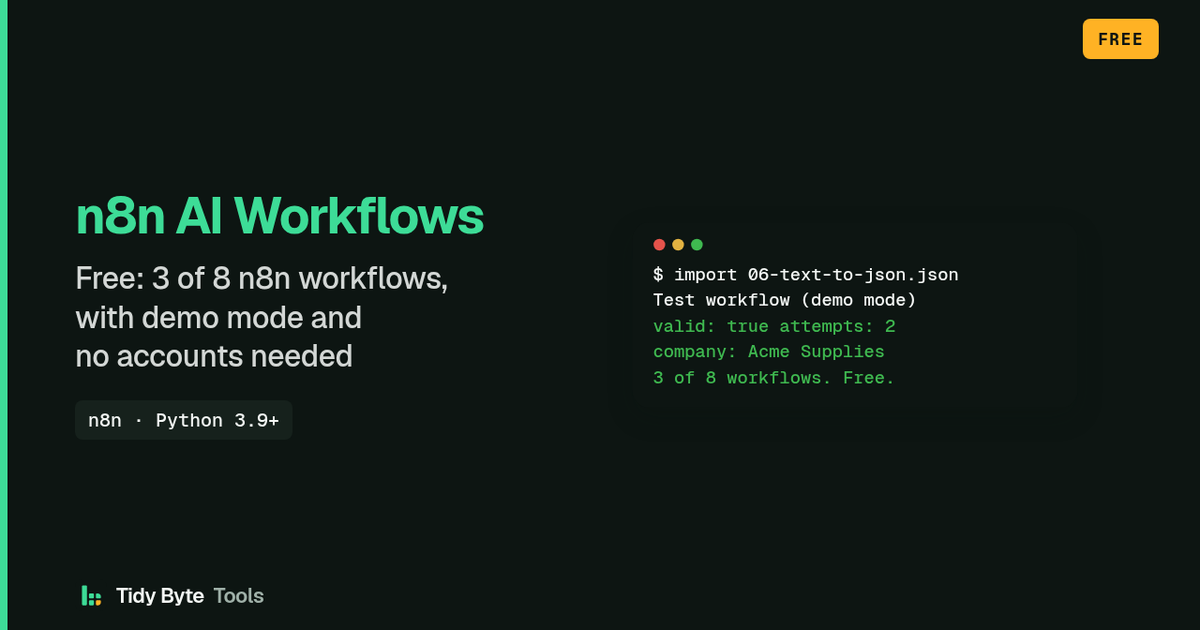 FREE
n8n AI Workflows
Free: 3 of 8 n8n workflows,
with demo mode and
no accounts needed
n8n · Python 3.9+
$ import 06-text-to-json.json
Test workflow (demo mode)
valid: true attempts: 2
company: Acme Supplies
3 of 8 workflows. Free.
Tidy Byte Tools